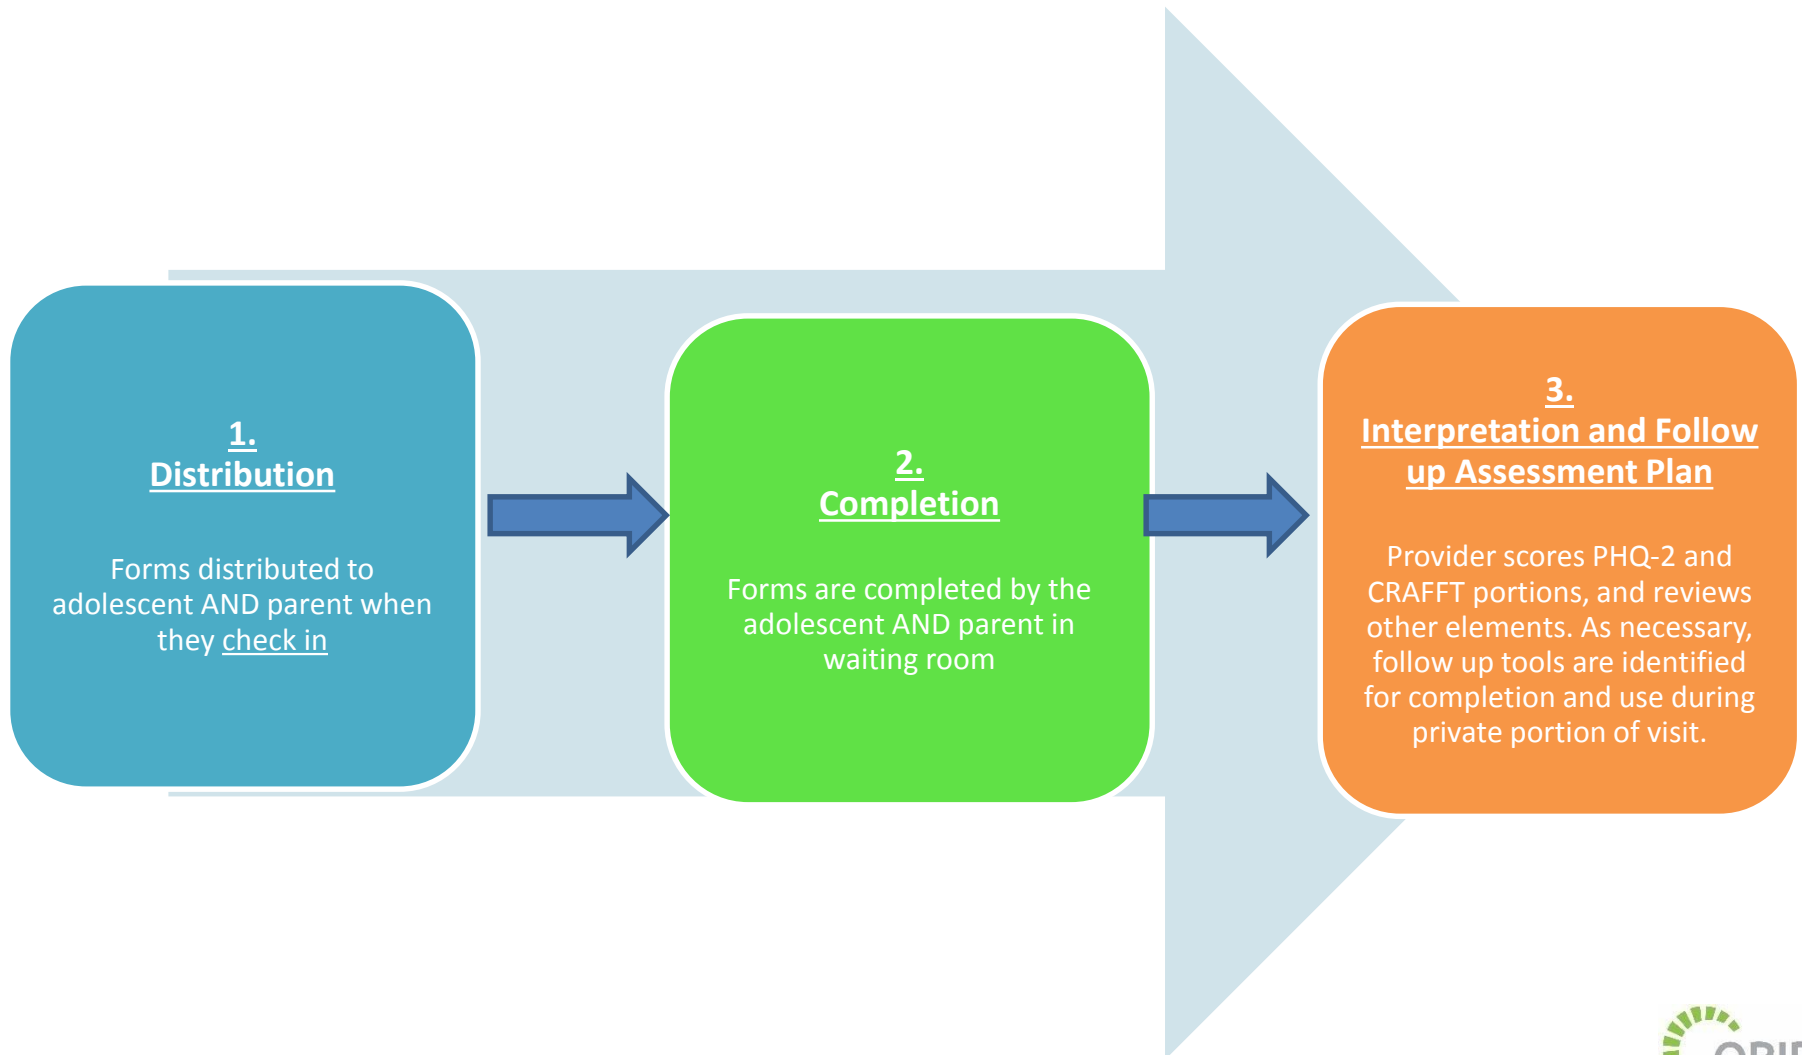 1.
Distribution
Forms distributed to
adolescent AND parent when
they check in
2.
Completion
Forms are completed by the
adolescent AND parent in
waiting room
3.
Interpretation and Follow
up Assessment Plan
Provider scores PHQ-2 and
CRAFFT portions, and reviews
other elements. As necessary,
follow up tools are identified
for completion and use during
private portion of visit.